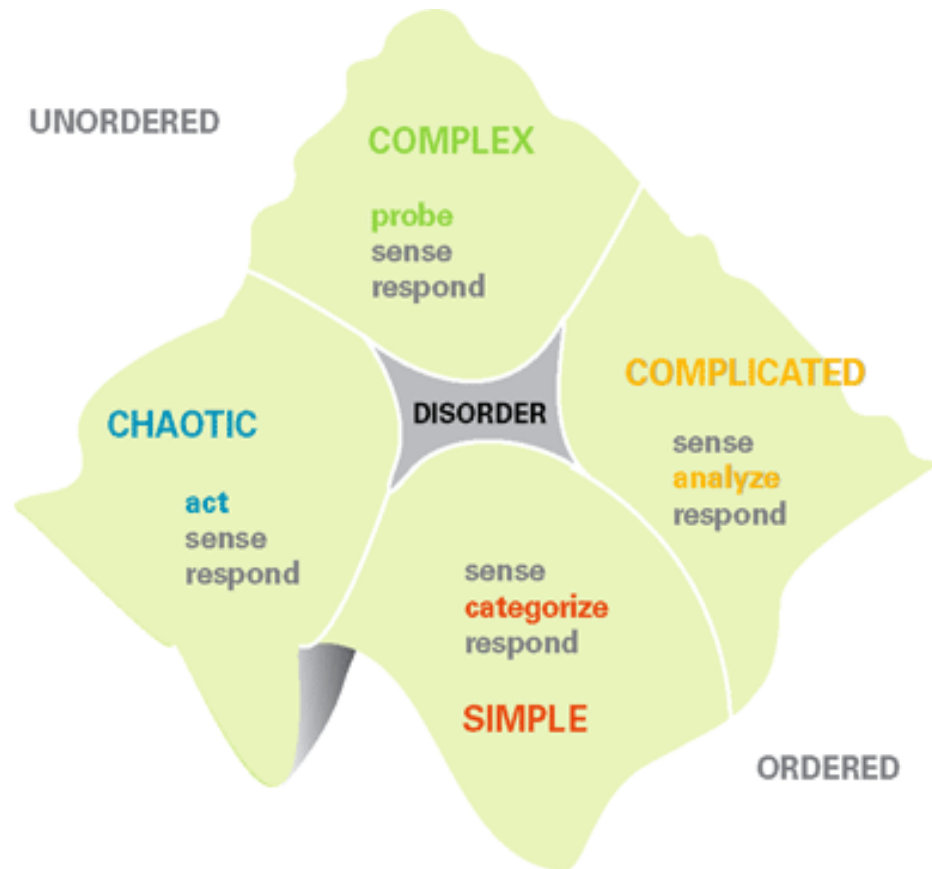 UNORDERED
COMPLEX
probe
sense
respond
COMPLICATED
sense
analyze
respond
DISORDER
CHAOTIC
act
sense
respond
sense
categorize
respond
SIMPLE
ORDERED